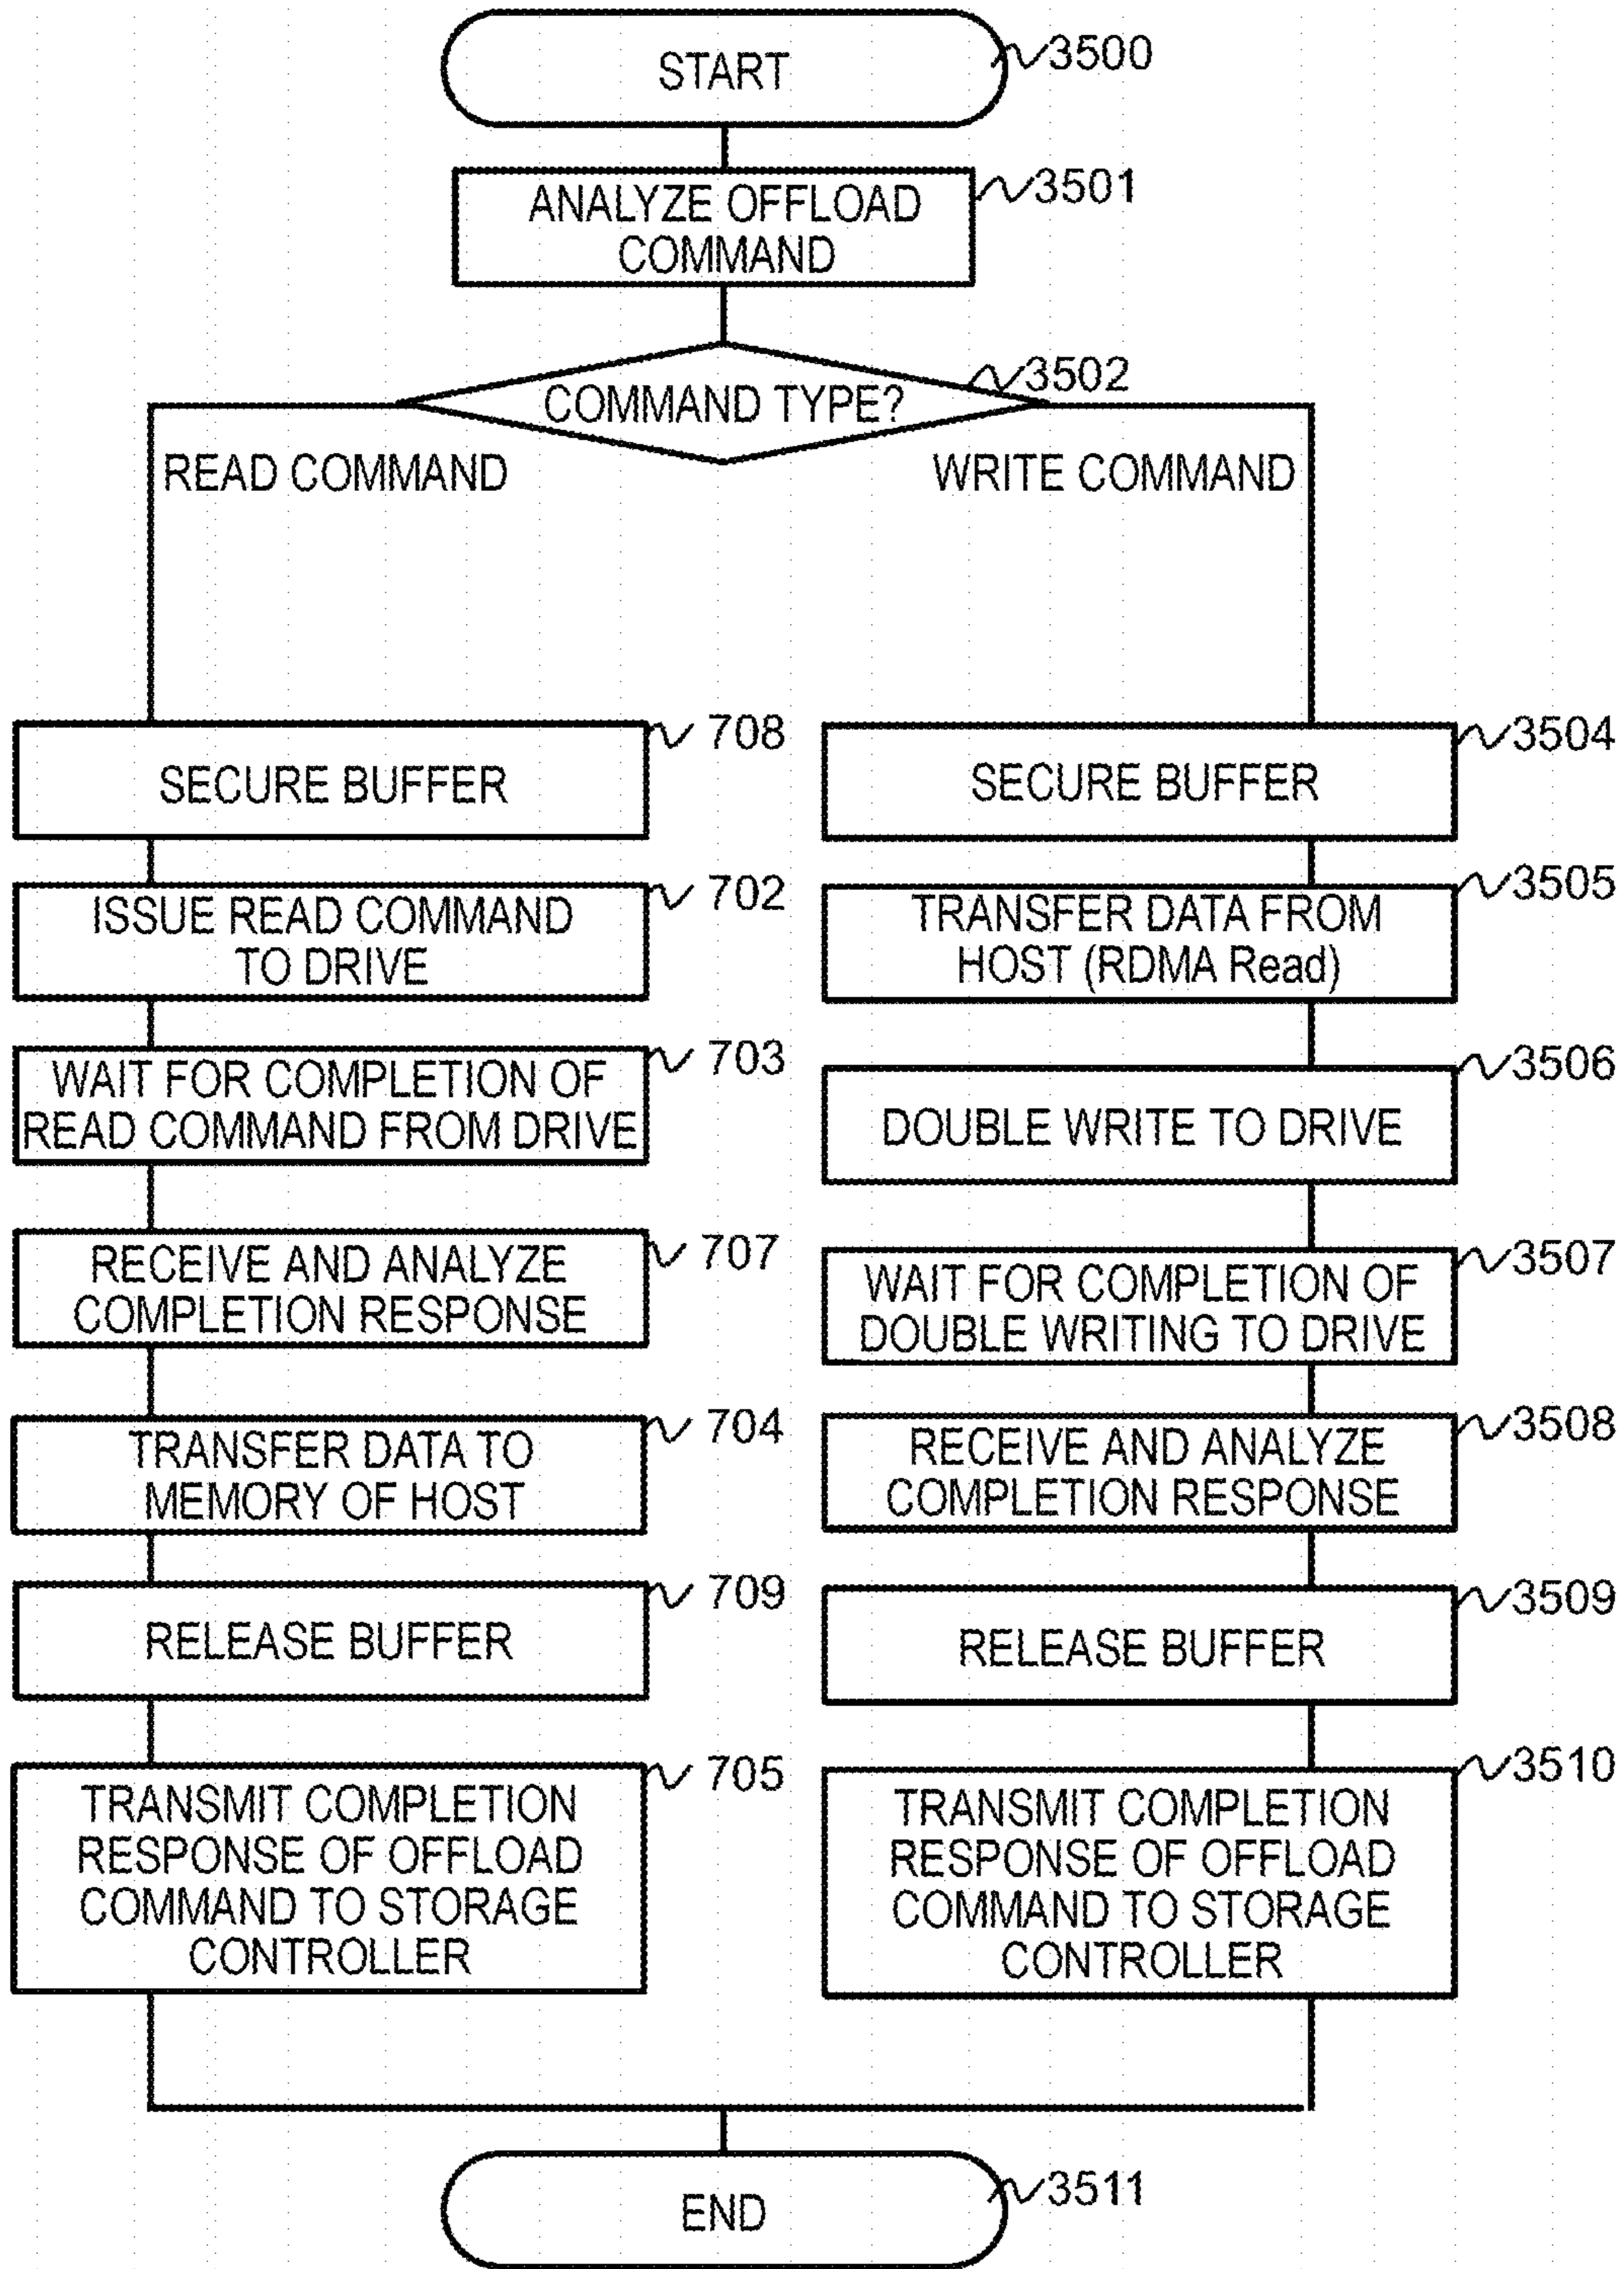 START
3500
ANALYZE OFFLOAD
COMMAND
3501
COMMAND TYPE?
3502
READ COMMAND
WRITE COMMAND
SECURE BUFFER
708
ISSUE READ COMMAND
TO DRIVE
702
WAIT FOR COMPLETION OF
READ COMMAND FROM DRIVE
703
RECEIVE AND ANALYZE
COMPLETION RESPONSE
707
TRANSFER DATA TO
MEMORY OF HOST
704
RELEASE BUFFER
709
TRANSMIT COMPLETION
RESPONSE OF OFFLOAD
COMMAND TO STORAGE
CONTROLLER
705
SECURE BUFFER
3504
TRANSFER DATA FROM
HOST (RDMA Read)
3505
DOUBLE WRITE TO DRIVE
3506
WAIT FOR COMPLETION OF
DOUBLE WRITING TO DRIVE
3507
RECEIVE AND ANALYZE
COMPLETION RESPONSE
3508
RELEASE BUFFER
3509
TRANSMIT COMPLETION
RESPONSE OF OFFLOAD
COMMAND TO STORAGE
CONTROLLER
3510
END
3511